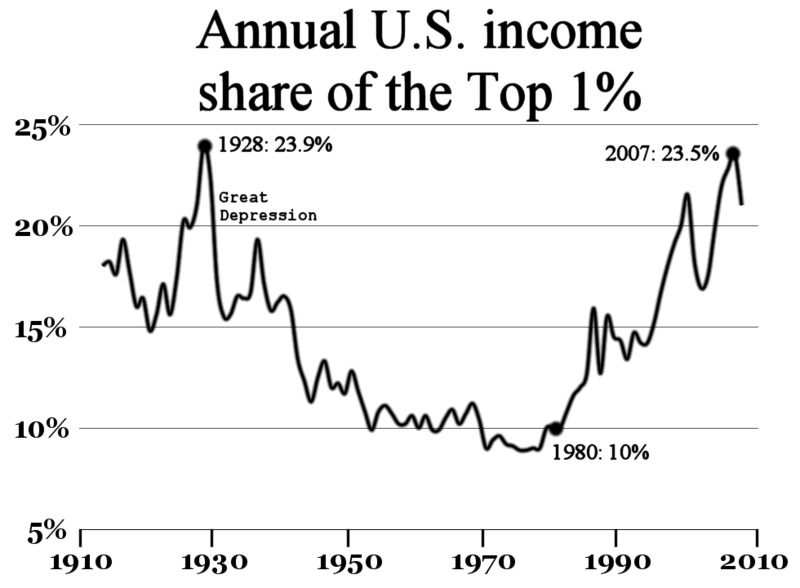 Annual U.S. income
share of the Top 1%
25%
1928: 23.9%
2007: 23.5%
Great
Depression
20%
15%
10%
1980: 10%
5%
1910 1930 1950 1970 1990 2010